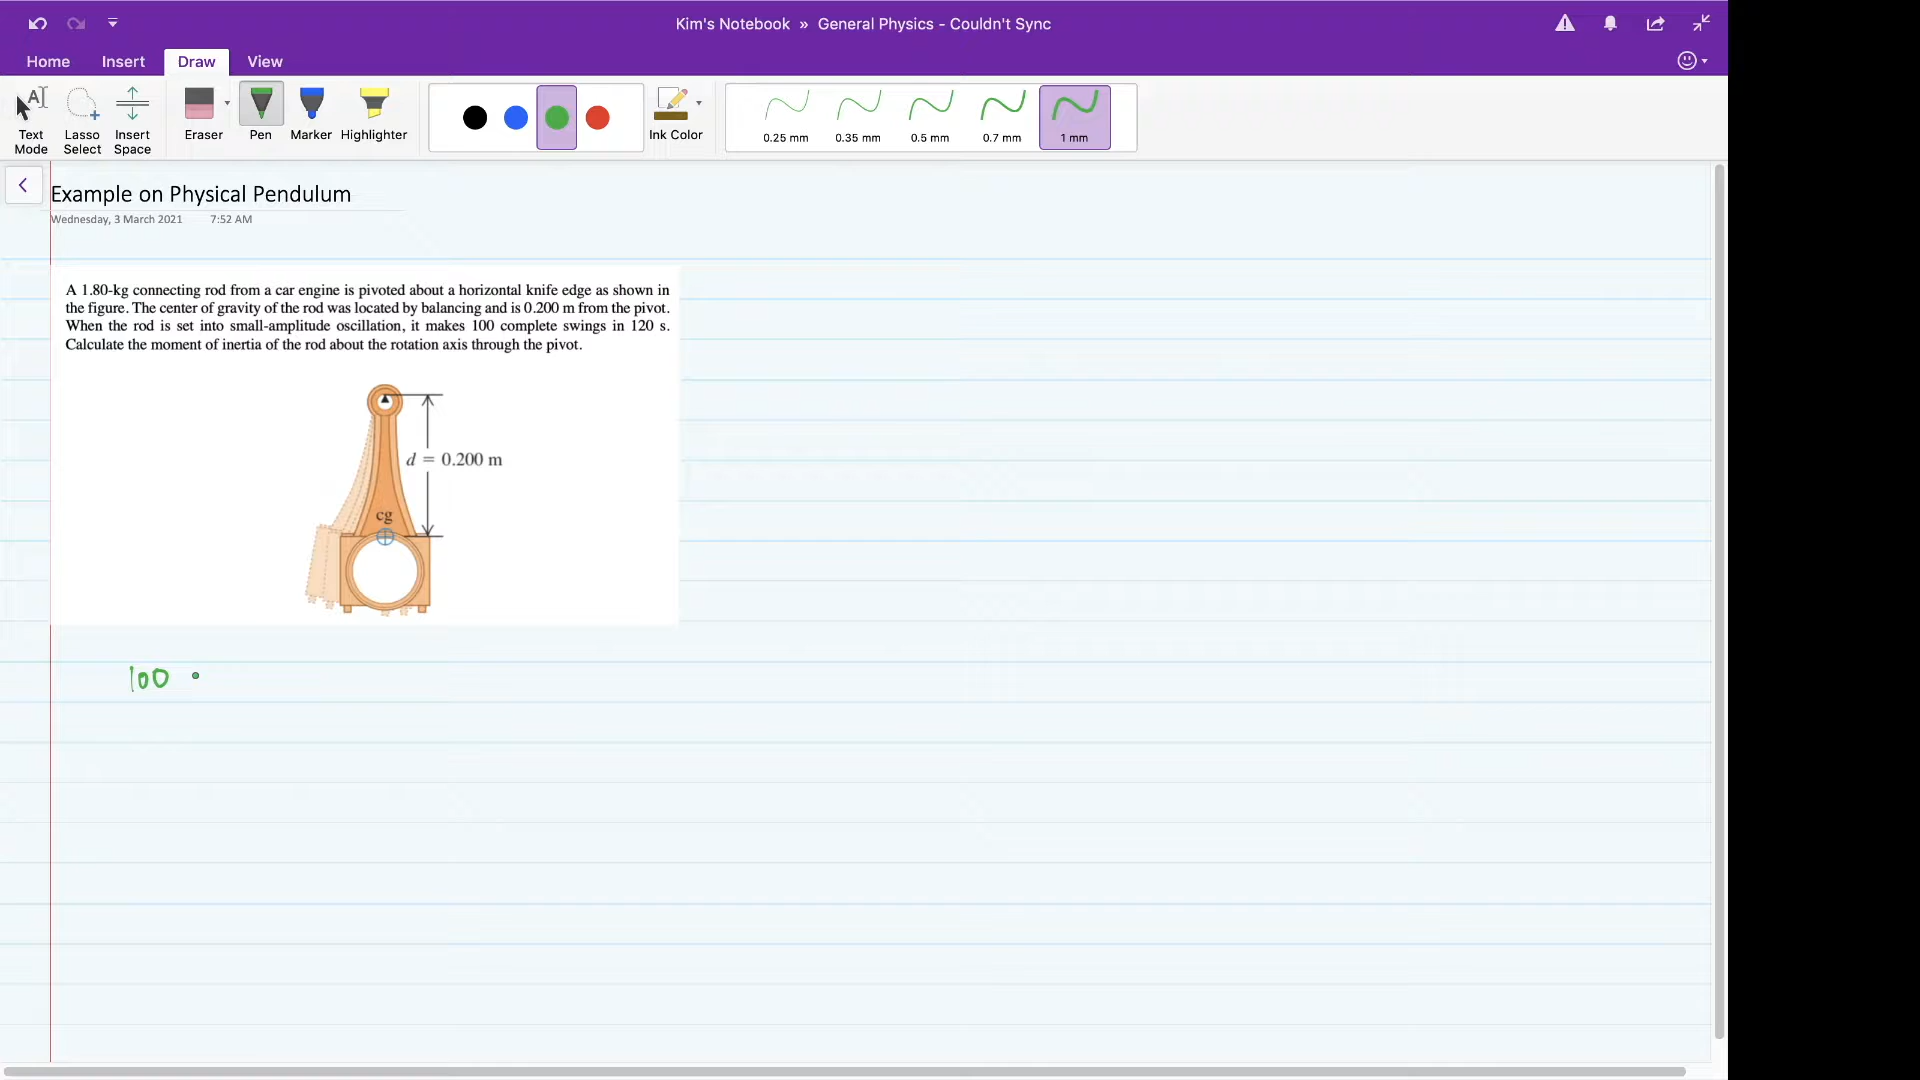 Kim's Notebook » General Physics - Couldn't Sync
Home Insert Draw View
Text Mode
Lasso Select
Insert Space
Eraser
Pen
Marker
Highlighter
Ink Color
0.25 mm
0.35 mm
0.5 mm
0.7 mm
1 mm
Example on Physical Pendulum
Wednesday, 3 March 2021 7:52 AM
A 1.80-kg connecting rod from a car engine is pivoted about a horizontal knife edge as shown in
the figure. The center of gravity of the rod was located by balancing and is 0.200 m from the pivot.
When the rod is set into small-amplitude oscillation, it makes 100 complete swings in 120 s.
Calculate the moment of inertia of the rod about the rotation axis through the pivot.
d = 0.200 m
cg
100